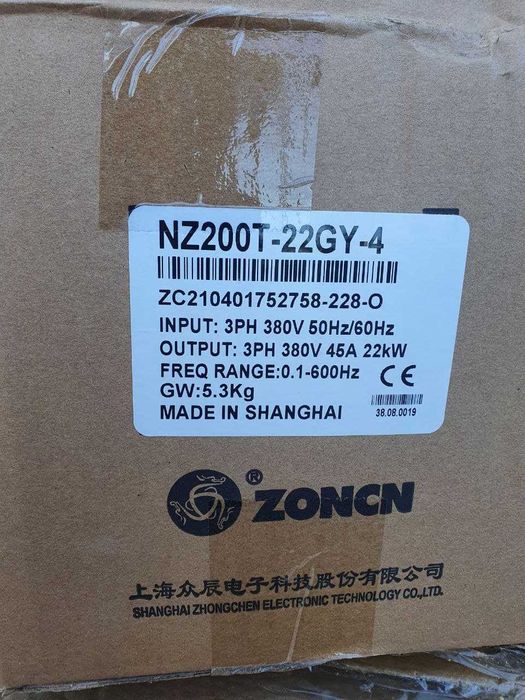 NZ200T-22GY-4
ZC210401752758-228-O
INPUT: 3PH 380V 50Hz/60Hz
OUTPUT: 3PH 380V 45A 22kW
FREQ RANGE:0.1-600Hz
GW:5.3Kg
CE
MADE IN SHANGHAI
38.08.0019
® ZONCN
上海众辰电子科技股份有限公司
SHANGHAI ZHONGCHEN ELECTRONIC TECHNOLOGY CO.,LTD.